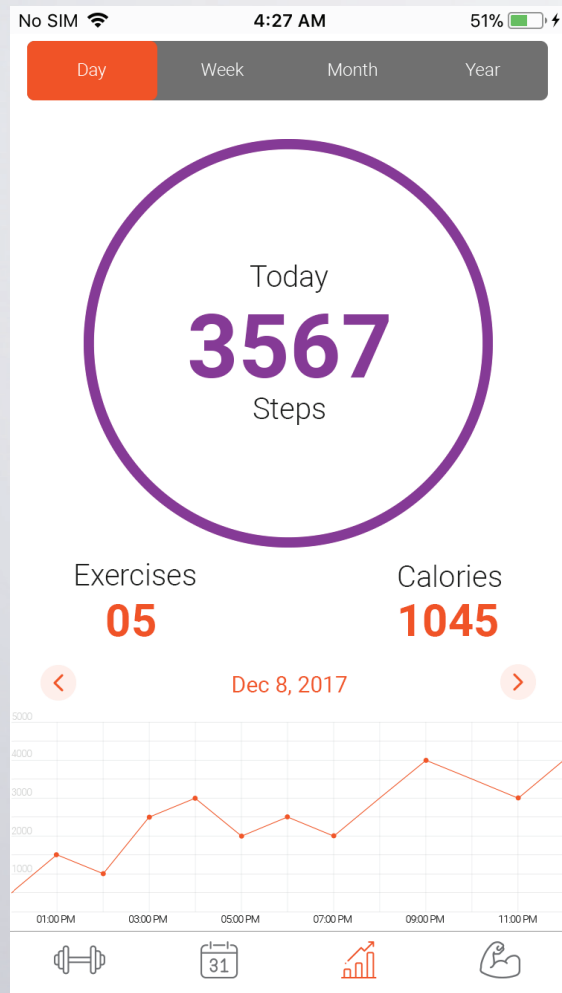 No SIM 4:27 AM 51%
Day Week Month Year
Today
3567
Steps
Exercises Calories
05 1045
Dec 8, 2017
5000
4000
3000
2000
1000
01:00 PM 03:00 PM 05:00 PM 07:00 PM 09:00 PM 11:00 PM
31